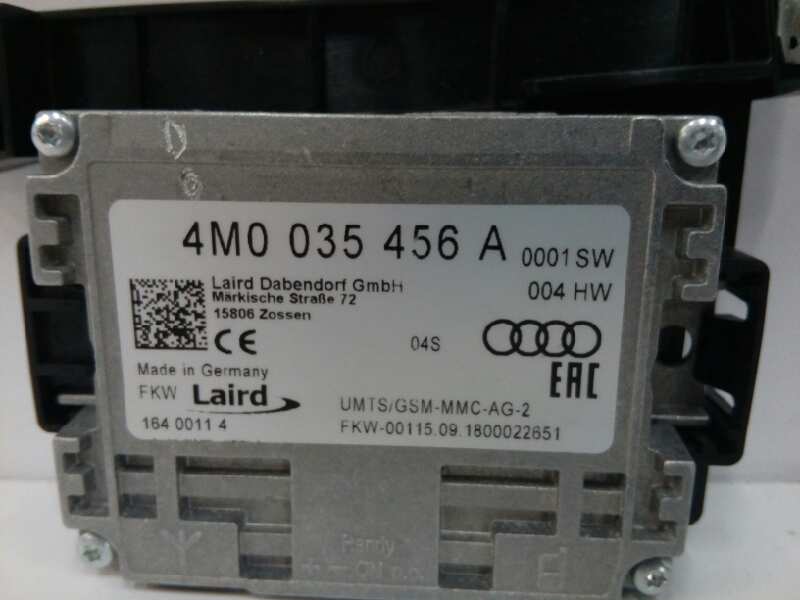 4M0 035 456 A 0001SW
004 HW
Laird Dabendorf GmbH
Märkische Straße 72
15806 Zossen
CE
04S
Made in Germany
EAC
FKW Laird
UMTS/GSM-MMC-AG-2
164 0011 4
FKW-00115.09.1800022651
Handy